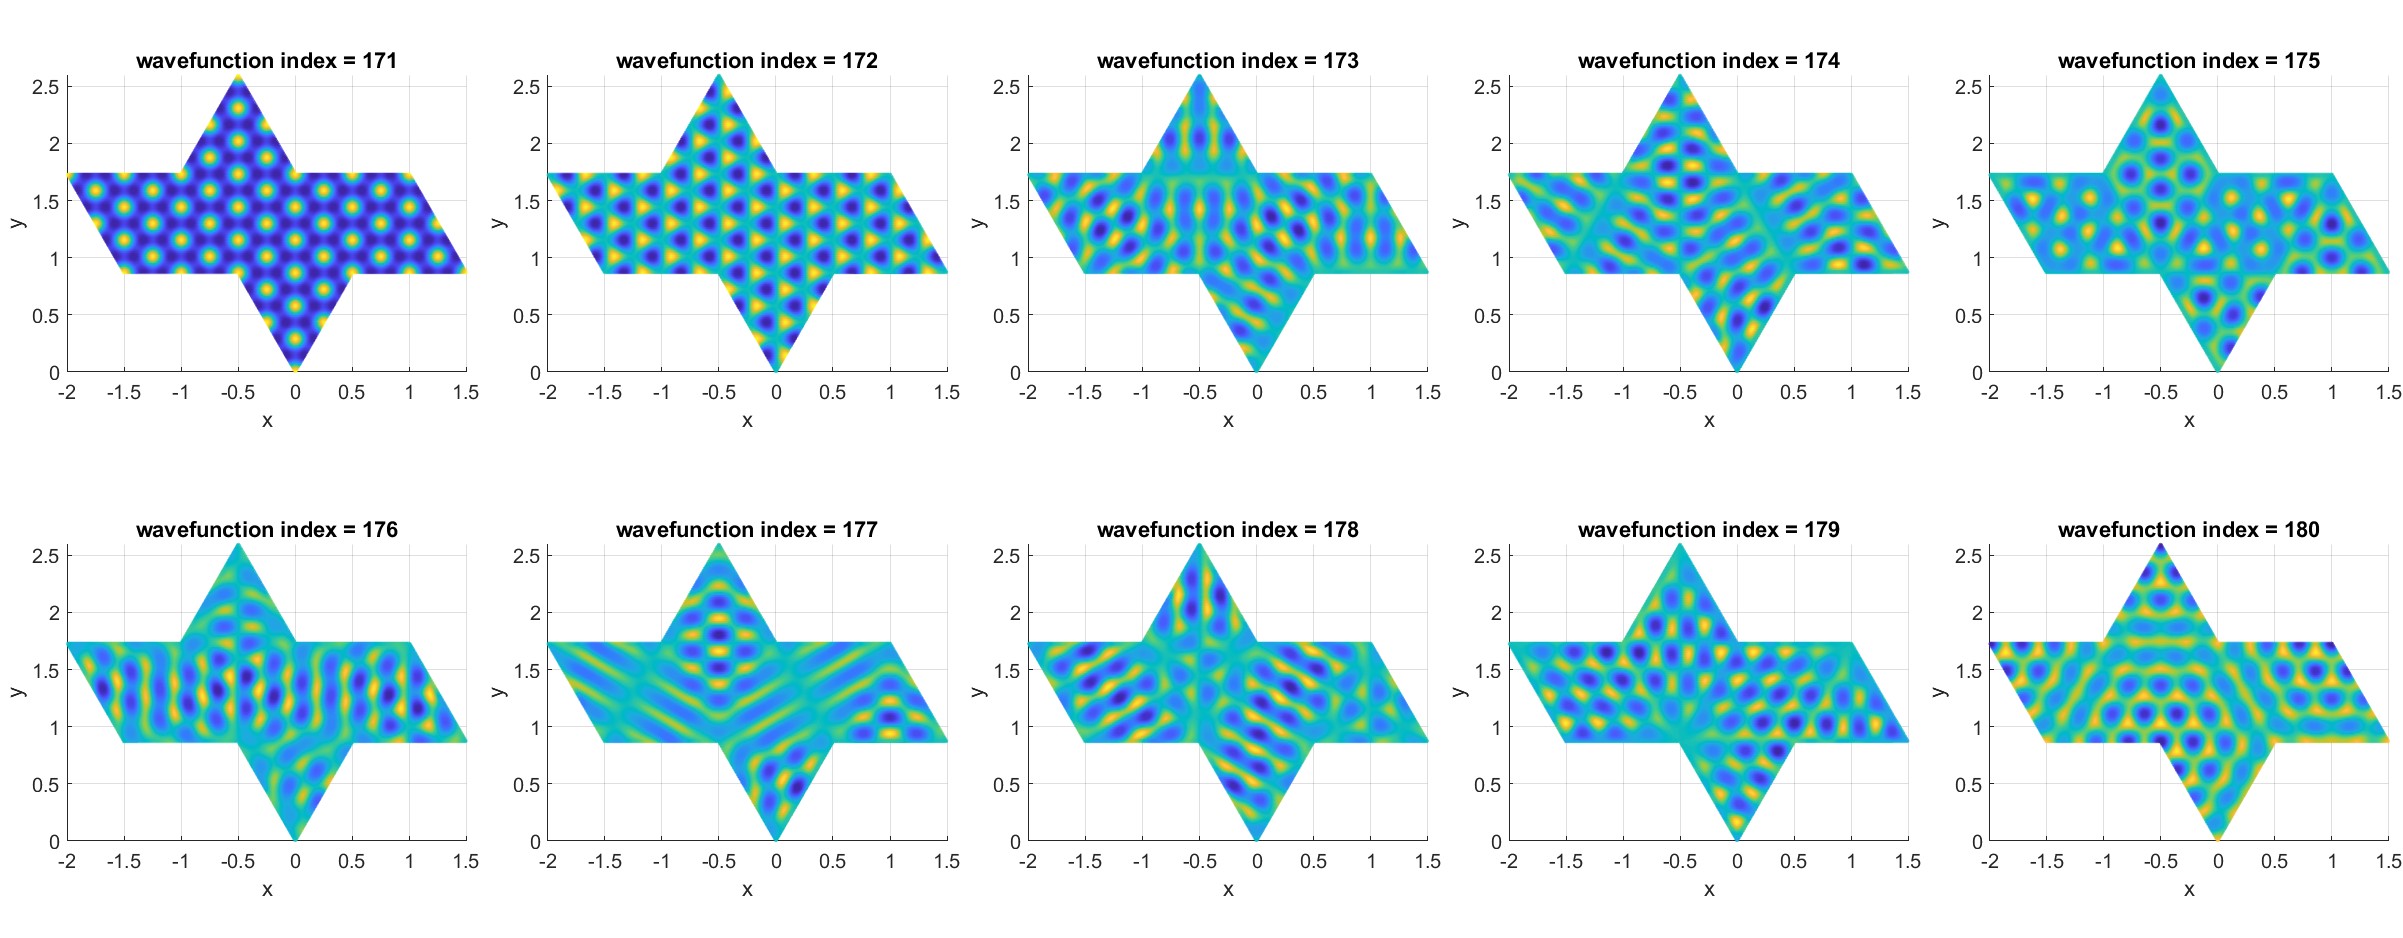 wavefunction index = 171
wavefunction index = 172
wavefunction index = 173
wavefunction index = 174
wavefunction index = 175
2.5 2.5 2.5 2.5 2.5
2 2 2 2 2
y 1.5 y 1.5 y 1.5 y 1.5 y 1.5
1 1 1 1 1
0.5 0.5 0.5 0.5 0.5
0 0 0 0 0
-2 -1.5 -1 -0.5 0 0.5 1 1.5 -2 -1.5 -1 -0.5 0 0.5 1 1.5 -2 -1.5 -1 -0.5 0 0.5 1 1.5 -2 -1.5 -1 -0.5 0 0.5 1 1.5 -2 -1.5 -1 -0.5 0 0.5 1 1.5
x x x x x
wavefunction index = 176
wavefunction index = 177
wavefunction index = 178
wavefunction index = 179
wavefunction index = 180
2.5 2.5 2.5 2.5 2.5
2 2 2 2 2
y 1.5 y 1.5 y 1.5 y 1.5 y 1.5
1 1 1 1 1
0.5 0.5 0.5 0.5 0.5
0 0 0 0 0
-2 -1.5 -1 -0.5 0 0.5 1 1.5 -2 -1.5 -1 -0.5 0 0.5 1 1.5 -2 -1.5 -1 -0.5 0 0.5 1 1.5 -2 -1.5 -1 -0.5 0 0.5 1 1.5 -2 -1.5 -1 -0.5 0 0.5 1 1.5
x x x x x